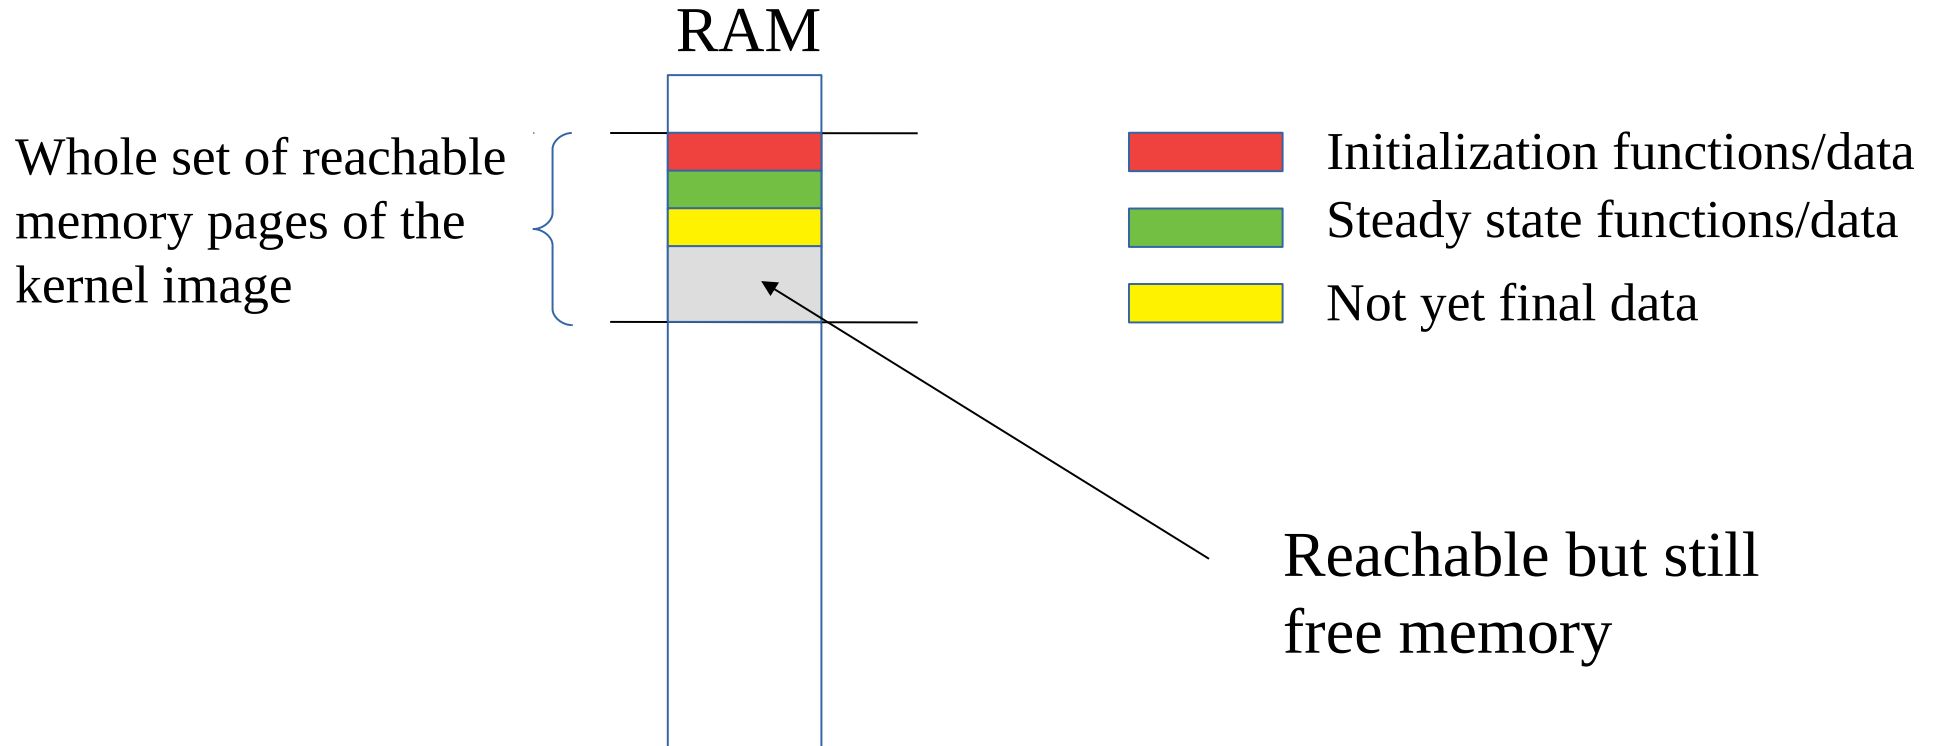 RAM
Whole set of reachable
memory pages of the
kernel image
Initialization functions/data
Steady state functions/data
Not yet final data
Reachable but still
free memory